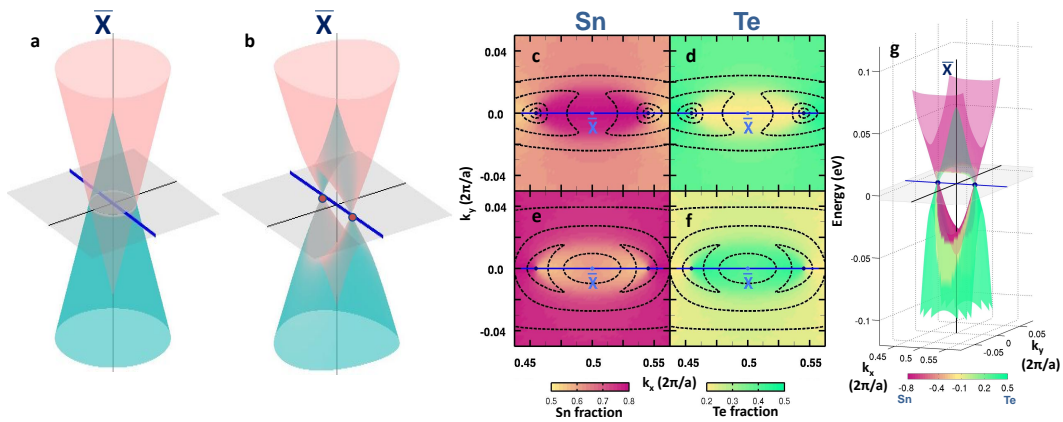 X̅
X̅
a
b
Sn
Te
c
d
e
f
0.04
0.0
-0.04
0.04
0.0
-0.04
k_y (2π/a)
X̅
X̅
X̅
X̅
0.45
0.5
0.55
0.45
0.5
0.55
k_x (2π/a)
0.5 0.6 0.7 0.8
Sn fraction
0.2 0.3 0.4 0.5
Te fraction
g
X̅
0.1
0.05
0
-0.05
-0.1
Energy (eV)
0.45
0.5
0.55
k_x
(2π/a)
-0.05
0
0.05
k_y
(2π/a)
-0.8 -0.4 -0.1 0.2 0.5
Sn
Te